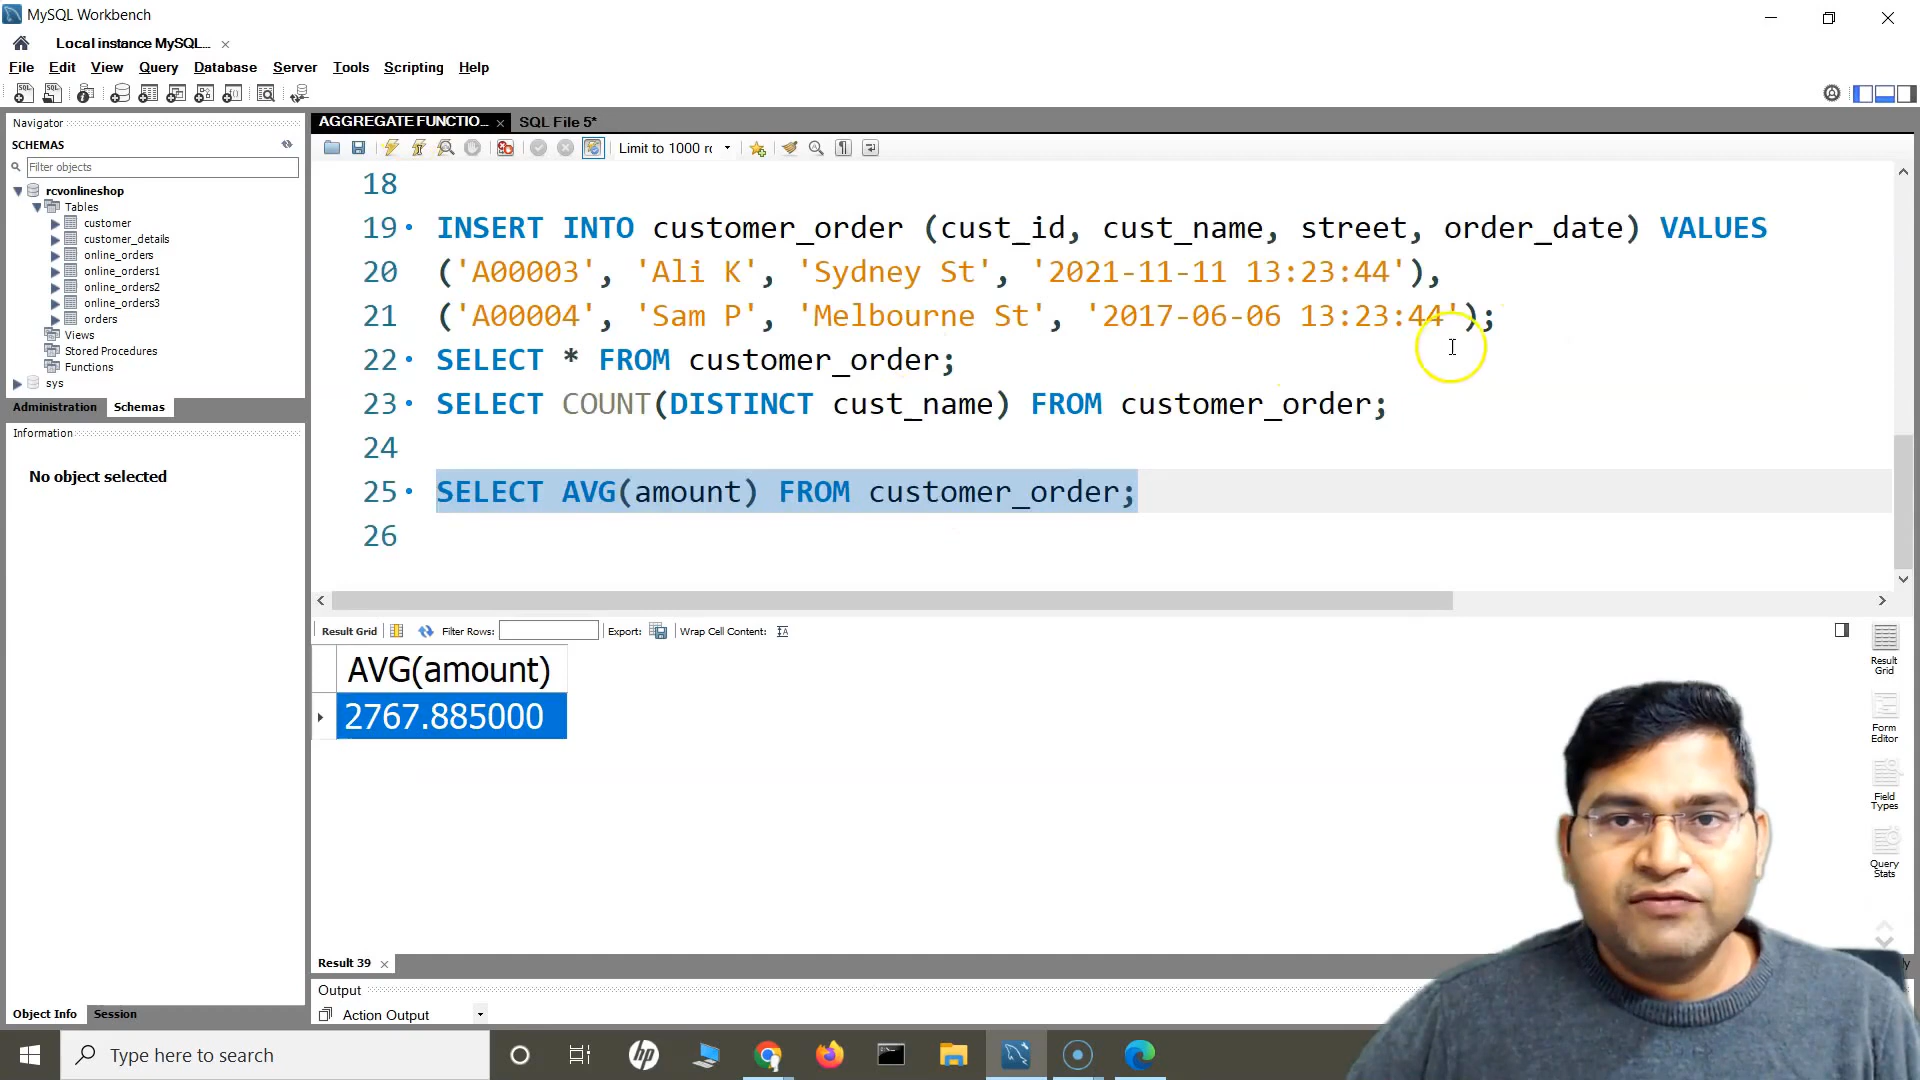 MySQL Workbench
Local instance MySQL...
File Edit View Query Database Server Tools Scripting Help
Navigator
SCHEMAS
Filter objects
rcvonlineshop
Tables
customer
customer_details
online_orders
online_orders1
online_orders2
online_orders3
orders
Views
Stored Procedures
Functions
sys
Administration Schemas
Information
No object selected
Object Info Session
AGGREGATE FUNCTIO... SQL File 5*
Limit to 1000 rc
18
19 INSERT INTO customer_order (cust_id, cust_name, street, order_date) VALUES
20 ('A00003', 'Ali K', 'Sydney St', '2021-11-11 13:23:44'),
21 ('A00004', 'Sam P', 'Melbourne St', '2017-06-06 13:23:44');
22 SELECT * FROM customer_order;
23 SELECT COUNT(DISTINCT cust_name) FROM customer_order;
24
25 SELECT AVG(amount) FROM customer_order;
26
Result Grid Filter Rows: Export: Wrap Cell Content:
AVG(amount)
2767.885000
Result
Grid
Form
Editor
Field
Types
Query
Stats
Result 39
Output
Action Output
Type here to search